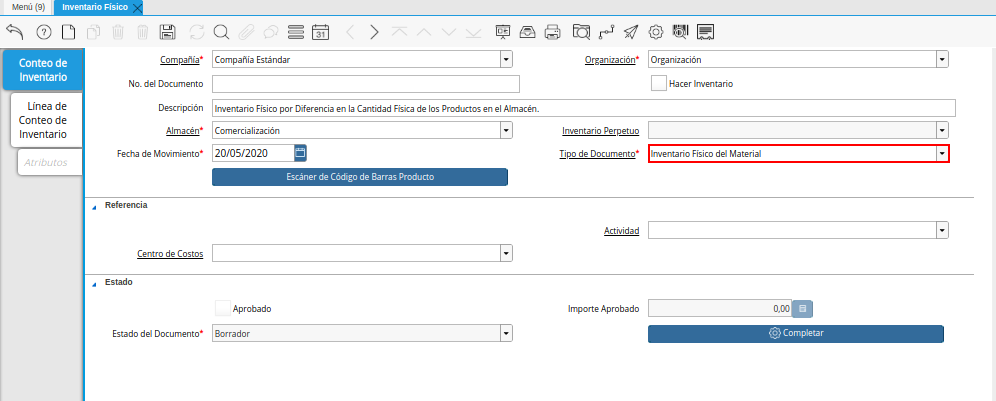 Menú (9)
Inventario Físico
31
Conteo de
Inventario
Línea de
Conteo de
Inventario
Atributos
Compañía* Compañía Estándar Organización* Organización
No. del Documento Hacer Inventario
Descripción Inventario Físico por Diferencia en la Cantidad Física de los Productos en el Almacén.
Almacén* Comercialización Inventario Perpetuo
Fecha de Movimiento* 20/05/2020 Tipo de Documento* Inventario Físico del Material
Escáner de Código de Barras Producto
Referencia
Actividad
Centro de Costos
Estado
Aprobado Importe Aprobado 0,00
Estado del Documento* Borrador Completar